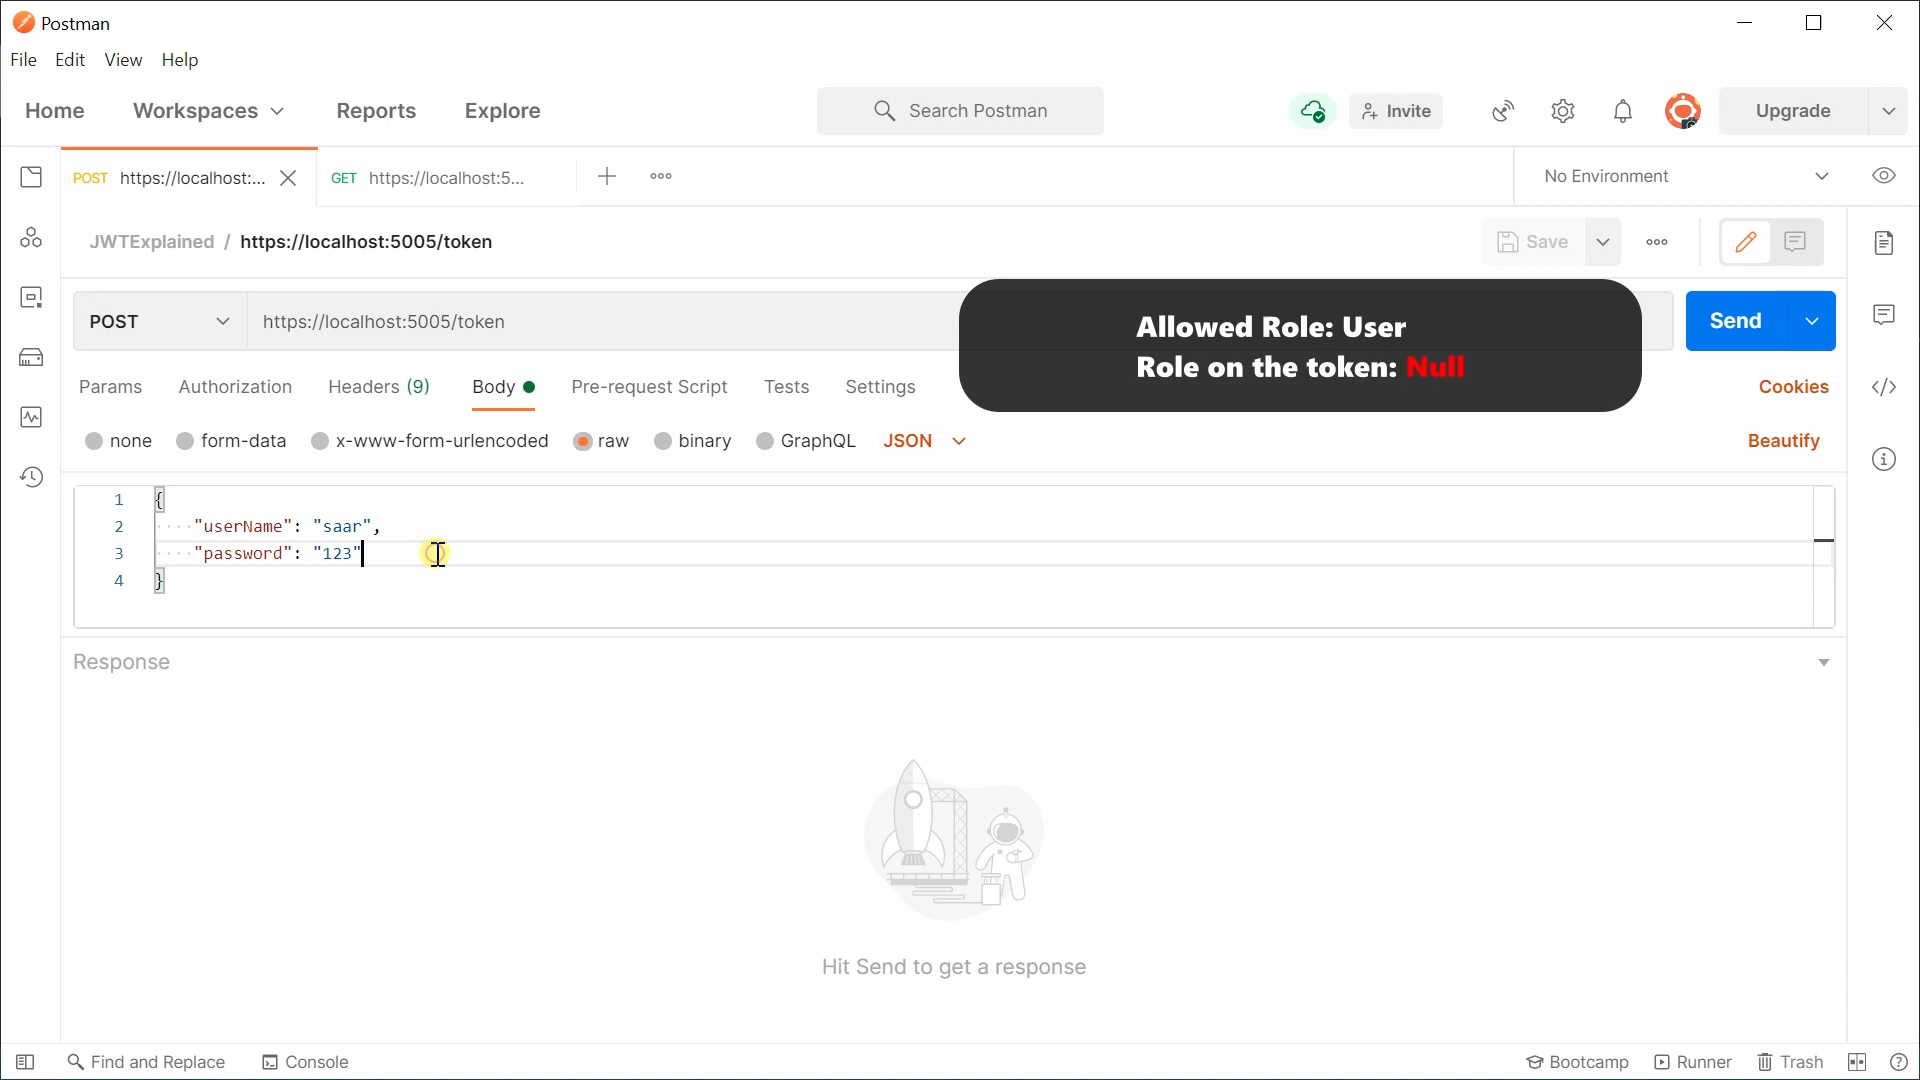 Postman
File Edit View Help
Home Workspaces Reports Explore Search Postman Invite Upgrade
POST https://localhost:... GET https://localhost:5... No Environment
JWTExplained / https://localhost:5005/token Save
POST https://localhost:5005/token Send
Allowed Role: User
Role on the token: Null
Params Authorization Headers (9) Body Pre-request Script Tests Settings Cookies
none form-data x-www-form-urlencoded raw binary GraphQL JSON Beautify
1 {
2 ····"userName": "saar",
3 ····"password": "123"
4 }
Response
Hit Send to get a response
Find and Replace Console Bootcamp Runner Trash